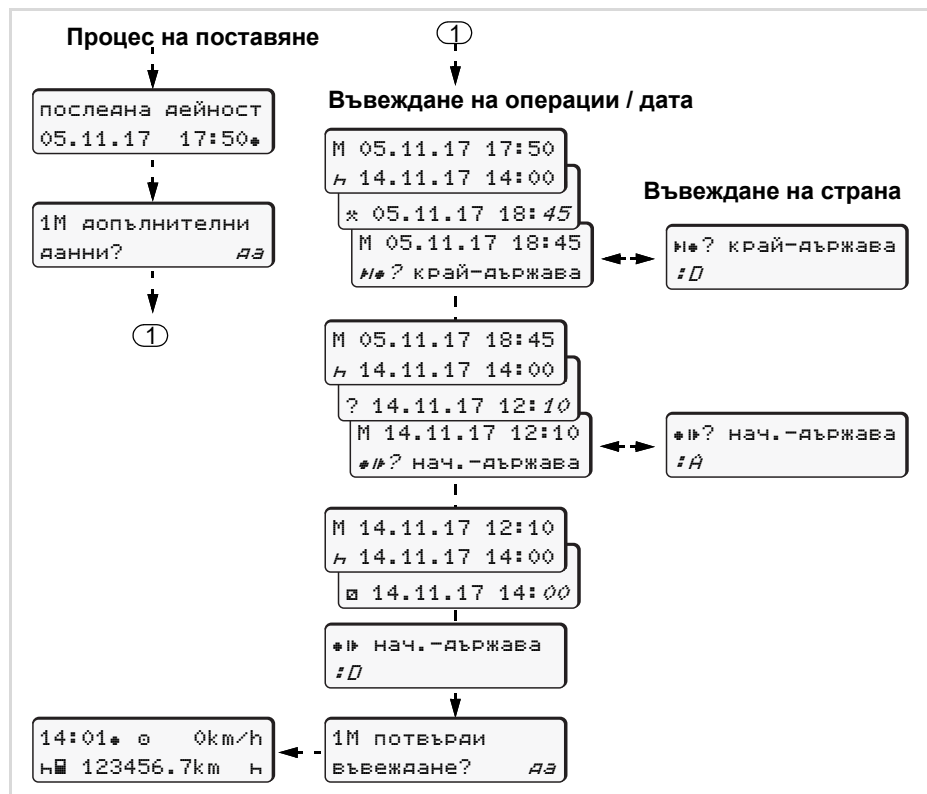 Процес на поставяне
последна дейност
05.11.17 17:50
1М допълнителни
данни? да
1
1
Въвеждане на операции / дата
М 05.11.17 17:50
14.11.17 14:00
05.11.17 18:45
М 05.11.17 18:45
? край-държава
Въвеждане на страна
? край-държава
:D
М 05.11.17 18:45
14.11.17 14:00
? 14.11.17 12:10
М 14.11.17 12:10
? нач.-държава
? нач.-държава
:A
М 14.11.17 12:10
14.11.17 14:00
14.11.17 14:00
нач.-държава
:D
1М потвърди
въвеждане? да
14:01 0km/h
123456.7km